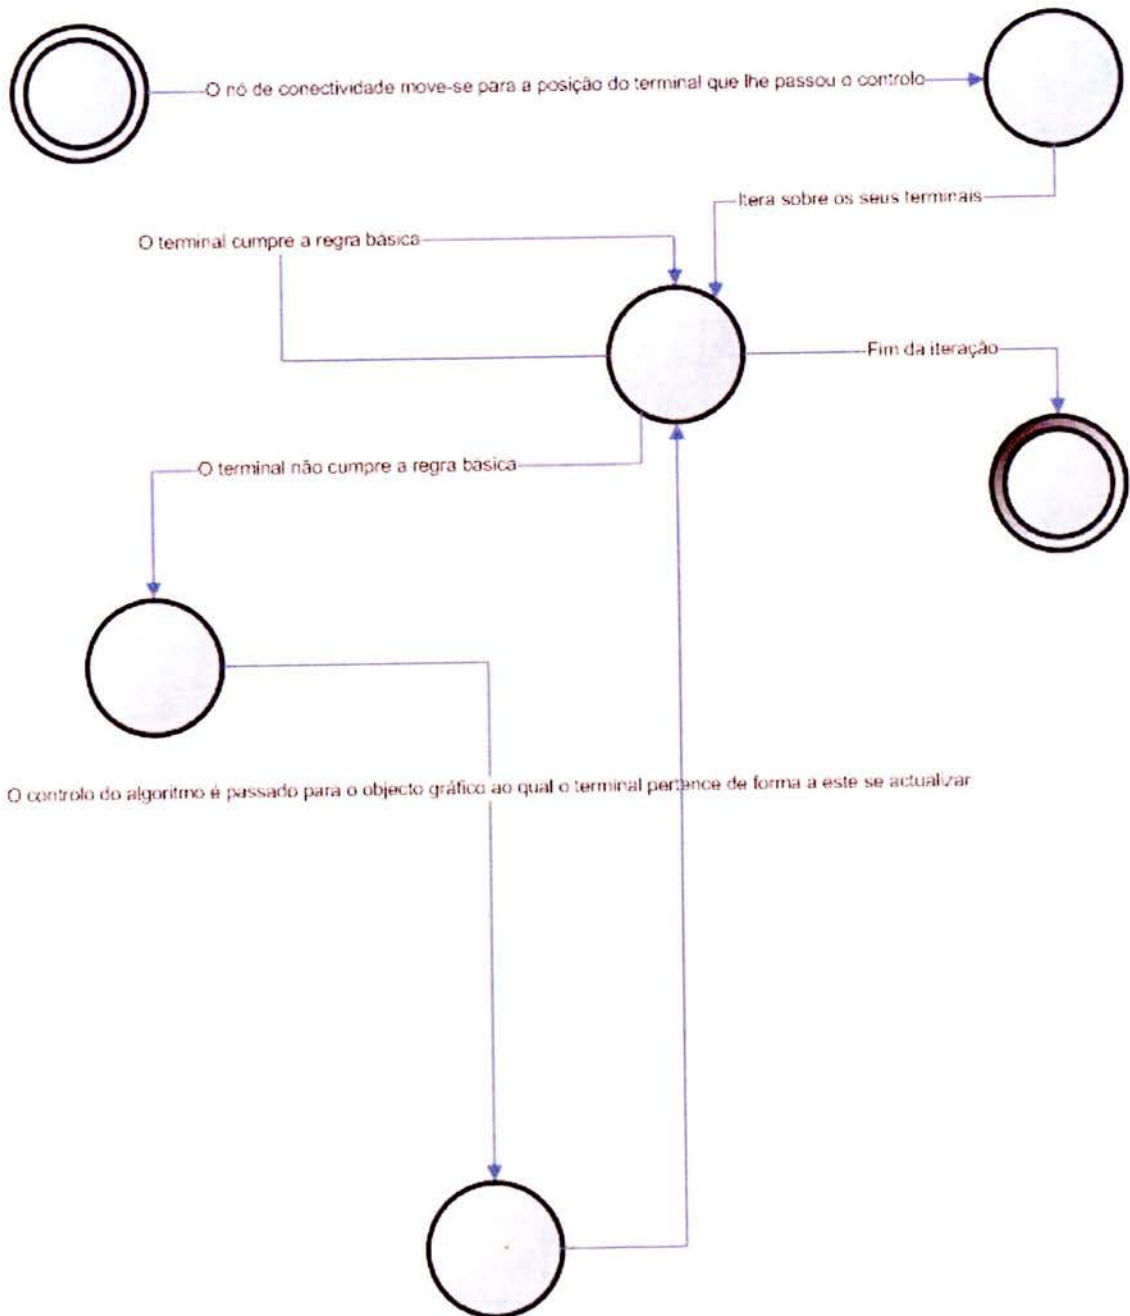 O nó de conectividade move-se para a posição do terminal que lhe passou o controlo
Itera sobre os seus terminais
O terminal cumpre a regra básica
Fim da iteração
O terminal não cumpre a regra basica
O controlo do algoritmo é passado para o objecto gráfico ao qual o terminal pertence de forma a este se actualizar